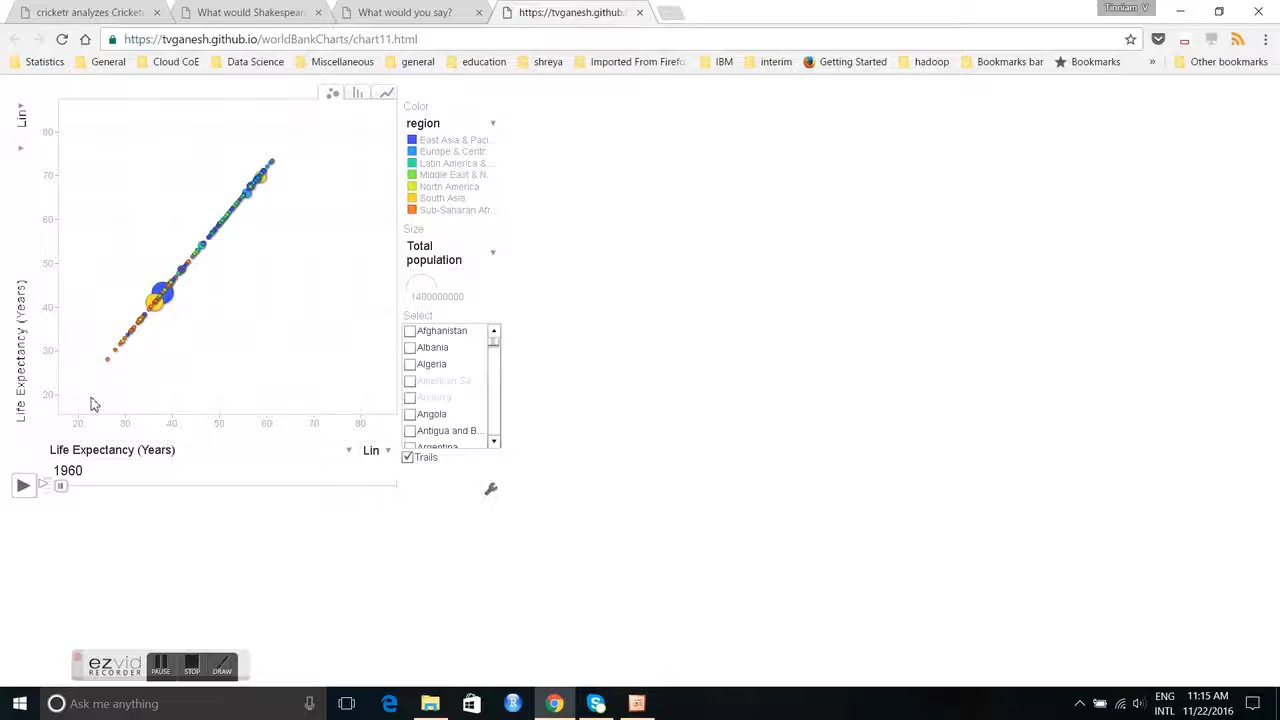 cricketr analyzes Cricket
What would Shakespear
What would you say?
https://tvganesh.github.
Tinniam V
https://tvganesh.github.io/worldBankCharts/chart11.html
Statistics
General
Cloud CoE
Data Science
Miscellaneous
general
education
shreya
Imported From Firefo
IBM
interim
Getting Started
hadoop
Bookmarks bar
Bookmarks
Other bookmarks
Lin
80
70
60
50
40
30
20
Life Expectancy (Years)
20 30 40 50 60 70 80
Life Expectancy (Years)
Lin
1960
Color
region
East Asia & Paci...
Europe & Centr...
Latin America & ...
Middle East & N...
North America
South Asia
Sub-Saharan Afr...
Size
Total
population
1400000000
Select
Afghanistan
Albania
Algeria
American Sa
Andorra
Angola
Antigua and B...
Argentina
Trails
ezvid
RECORDER
PAUSE
STOP
DRAW
Ask me anything
ENG
INTL
11:15 AM
11/22/2016